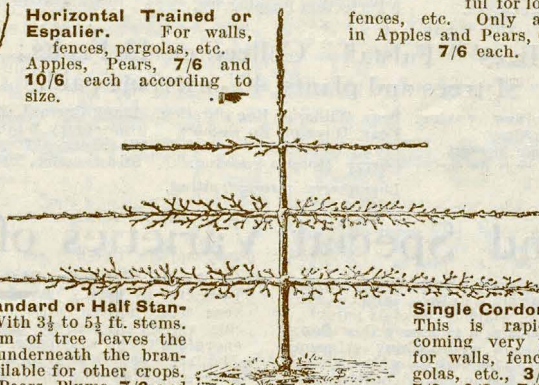 Horizontal Trained or
Espalier. For walls,
fences, pergolas, etc.
Apples, Pears, 7/6 and
10/6 each according to
size.
fences, etc. Only a
in Apples and Pears,
7/6 each.
andard or Half Stan-
With 3½ to 5½ ft. stems.
m of tree leaves the
underneath the bran-
ilable for other crops.
Single Cordo
This is rapi
coming very
for walls, fenc
golas, etc. 3/